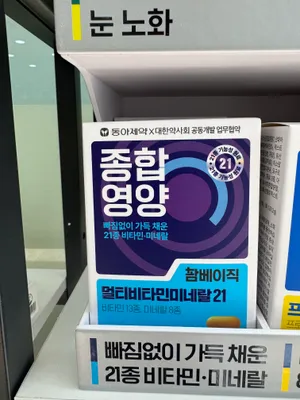 눈 노화
동아제약X대한약사회 공동개발 업무협약
종합
영양
21
빠짐없이 가득 채운
21종 비타민·미네랄
참베이직
멀티비타민미네랄 21
비타민 13종, 미네랄 8종
빠짐없이 가득 채운
21종 비타민·미네랄